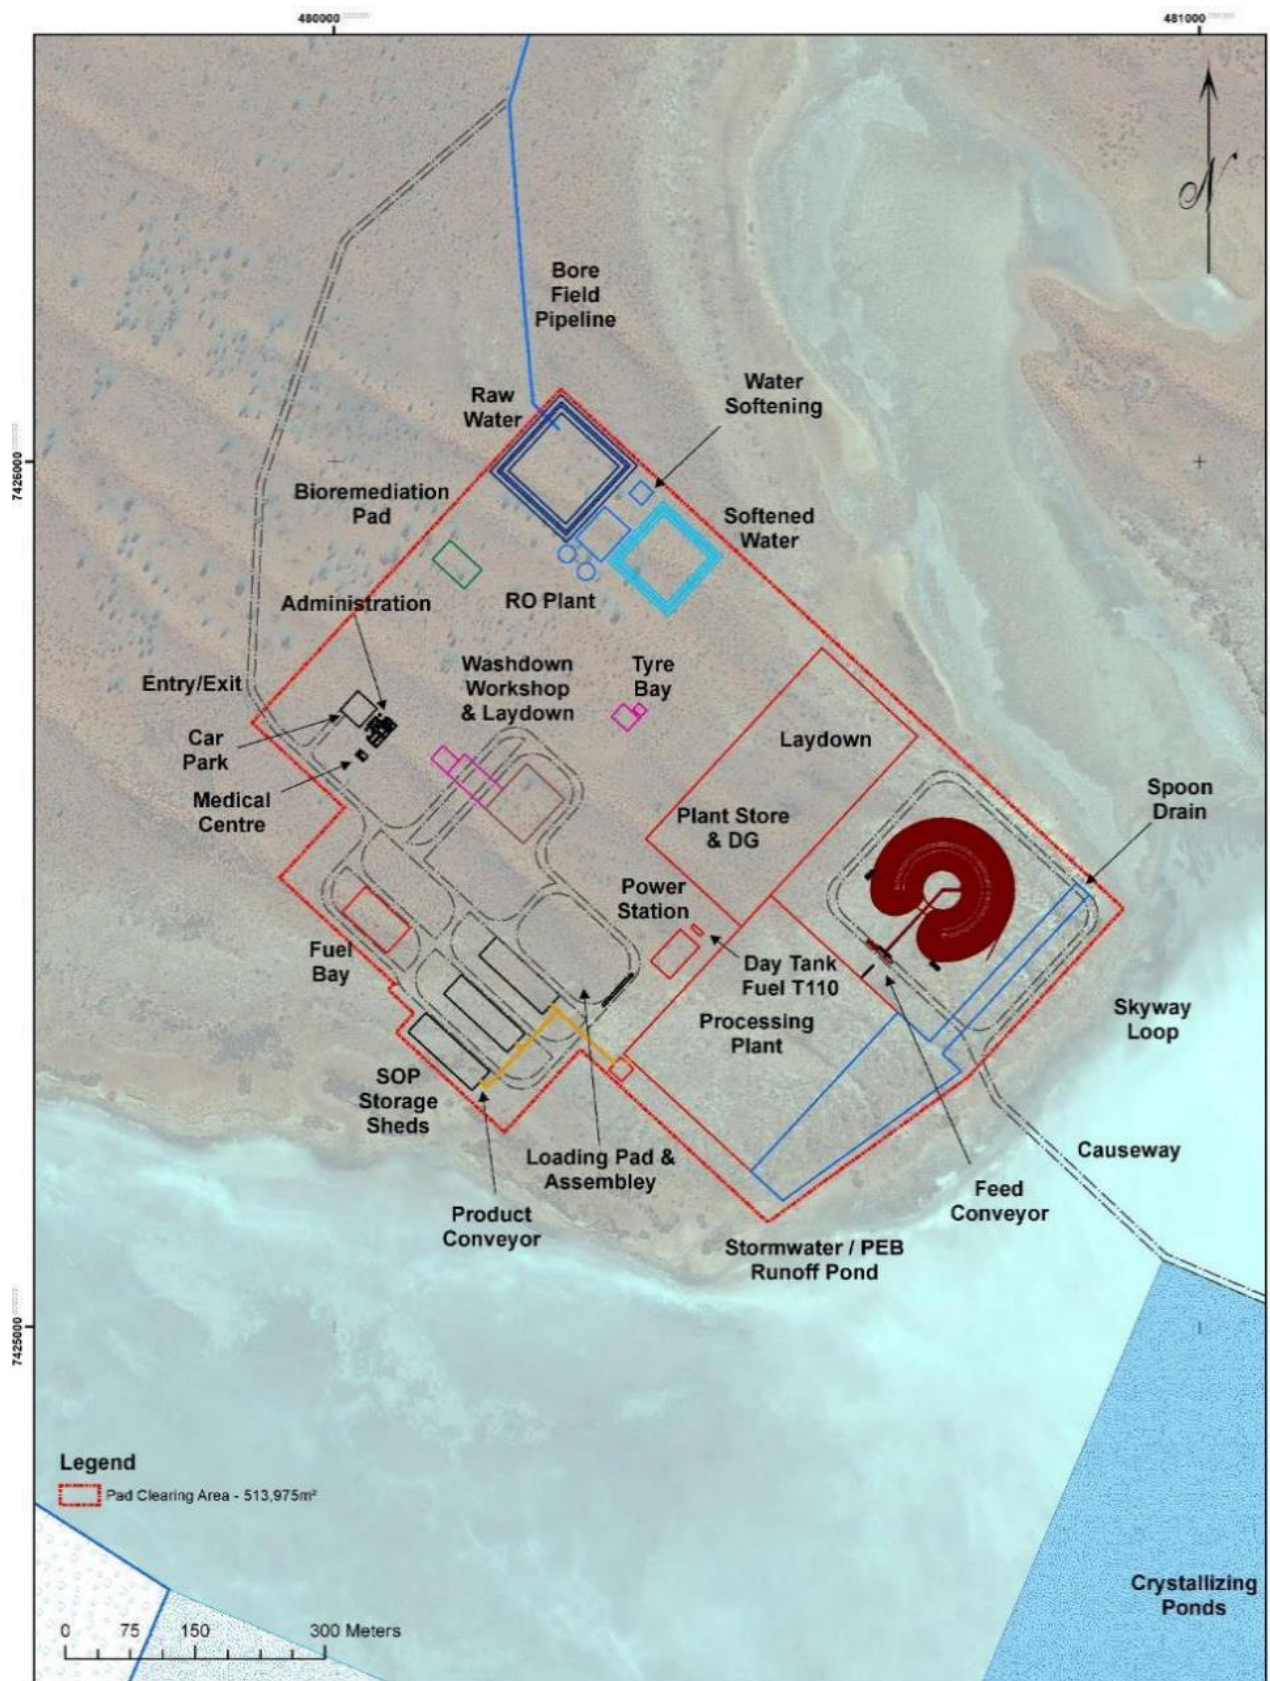 480000
481000
Bore
Field
Pipeline
Raw
Water
Water
Softening
7426000
Bioremediation
Pad
Softened
Water
Administration
RO Plant
Entry/Exit
Washdown
Workshop
& Laydown
Tyre
Bay
Car
Park
Laydown
Medical
Centre
Plant Store
& DG
Spoon
Drain
Power
Station
Fuel
Bay
Day Tank
Fuel T110
Processing
Plant
Skyway
Loop
SOP
Storage
Sheds
Loading Pad &
Assembley
Causeway
Feed
Conveyor
Product
Conveyor
Stormwater / PEB
Runoff Pond
7425000
Legend
Pad Clearing Area - 513,975m²
Crystallizing
Ponds
0 75 150 300 Meters
N